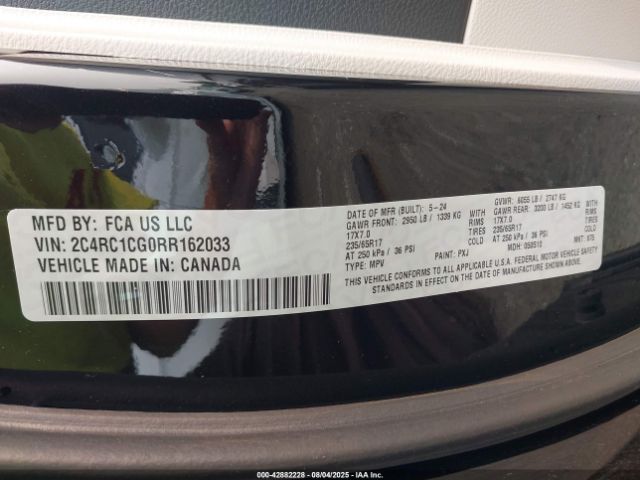 MFD BY: FCA US LLC
VIN: 2C4RC1CG0RR162033
VEHICLE MADE IN: CANADA
DATE OF MFR (BUILT): 5-24 GVWR: 6055 LB / 2747 KG
GAWR FRONT: 2950 LB / 1339 KG WITH GAWR REAR: 3200 LB / 1452 KG WITH
17X7.0 RIMS 17X7.0 RIMS
235/65R17 TIRES 235/65R17 TIRES
AT 250 kPa / 36 PSI COLD AT 250 kPa / 36 PSI COLD
TYPE: MPV PAINT: PXJ MDH: 050910 INT: 975
THIS VEHICLE CONFORMS TO ALL APPLICABLE U.S.A. FEDERAL MOTOR VEHICLE SAFETY
STANDARDS IN EFFECT ON THE DATE OF MANUFACTURE SHOWN ABOVE.
000-42882228 - 08/04/2025 - IAA Inc.